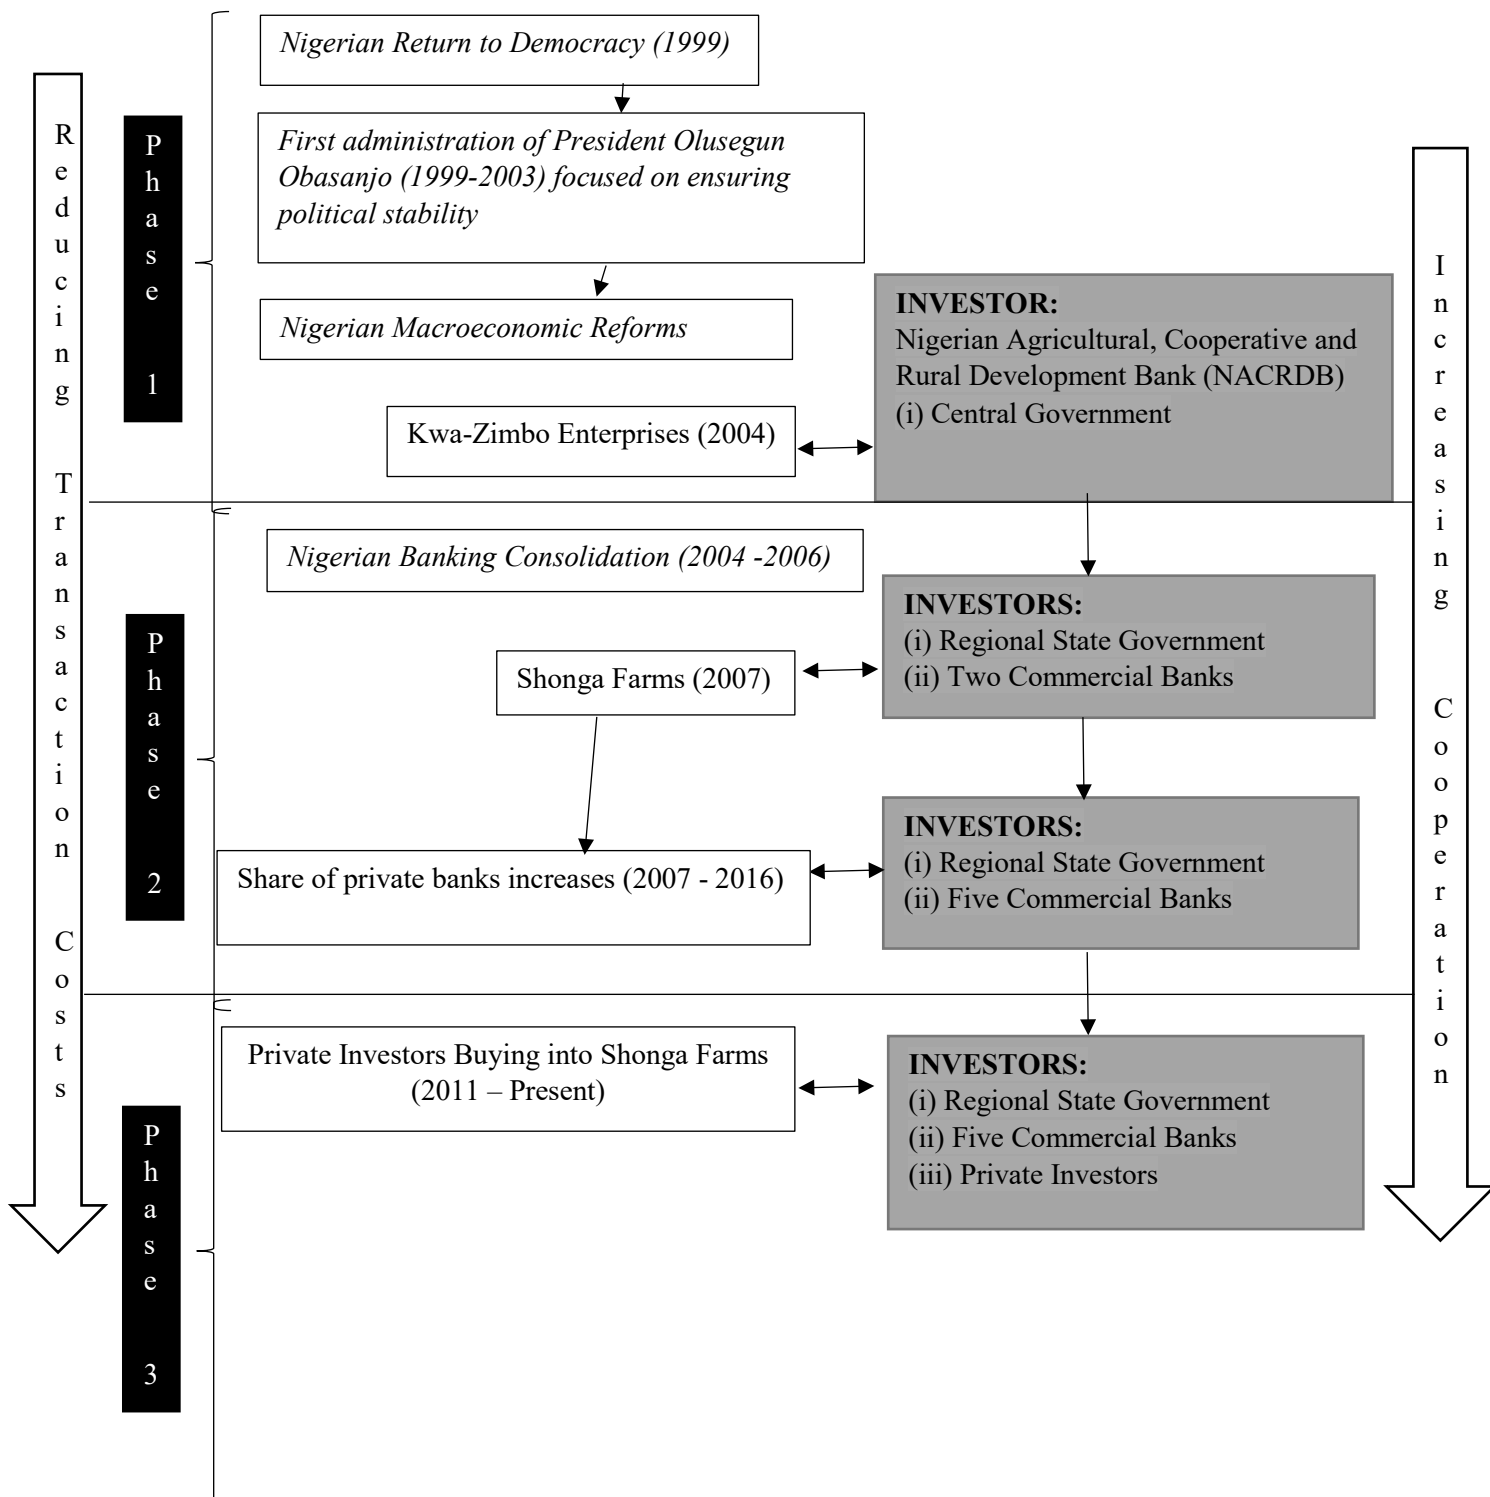 Reducing Transaction Costs
Phase 1
Nigerian Return to Democracy (1999)
First administration of President Olusegun
Obasanjo (1999-2003) focused on ensuring
political stability
Nigerian Macroeconomic Reforms
Kwa-Zimbo Enterprises (2004)
INVESTOR:
Nigerian Agricultural, Cooperative and
Rural Development Bank (NACRDB)
(i) Central Government
Increasing Cooperation
Phase 2
Nigerian Banking Consolidation (2004 -2006)
Shonga Farms (2007)
INVESTORS:
(i) Regional State Government
(ii) Two Commercial Banks
Share of private banks increases (2007 - 2016)
INVESTORS:
(i) Regional State Government
(ii) Five Commercial Banks
Phase 3
Private Investors Buying into Shonga Farms
(2011 – Present)
INVESTORS:
(i) Regional State Government
(ii) Five Commercial Banks
(iii) Private Investors